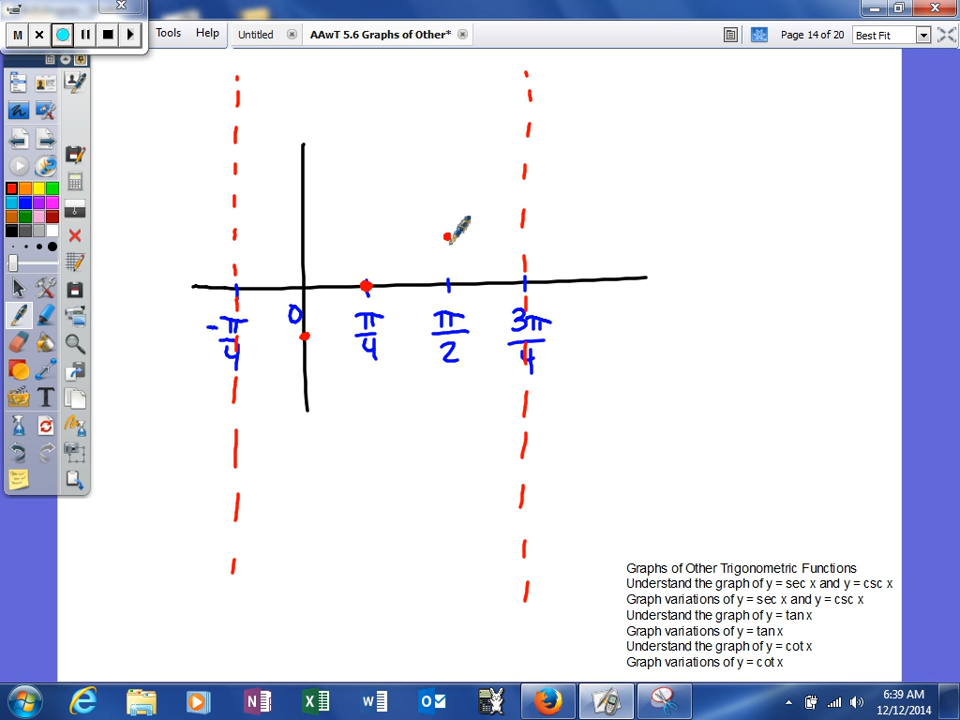 M
Tools Help Untitled AAwT 5.6 Graphs of Other* Page 14 of 20 Best Fit
0
-π/4 π/4 π/2 3π/4
Graphs of Other Trigonometric Functions
Understand the graph of y = sec x and y = csc x
Graph variations of y = sec x and y = csc x
Understand the graph of y = tan x
Graph variations of y = tan x
Understand the graph of y = cot x
Graph variations of y = cot x
6:39 AM
12/12/2014